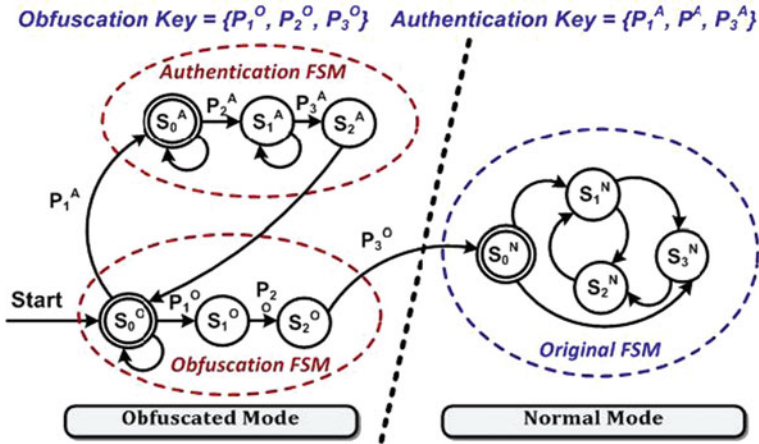 Obfuscation Key = {P₁ᴼ, P₂ᴼ, P₃ᴼ}
Authentication Key = {P₁ᴬ, Pᴬ, P₃ᴬ}
Authentication FSM
S₀ᴬ
P₂ᴬ
S₁ᴬ
P₃ᴬ
S₂ᴬ
P₁ᴬ
P₃ᴼ
Start
S₀ᴼ
P₁ᴼ
S₁ᴼ
P₂ᴼ
S₂ᴼ
Obfuscation FSM
S₀ᴺ
S₁ᴺ
S₂ᴺ
S₃ᴺ
Original FSM
Obfuscated Mode
Normal Mode